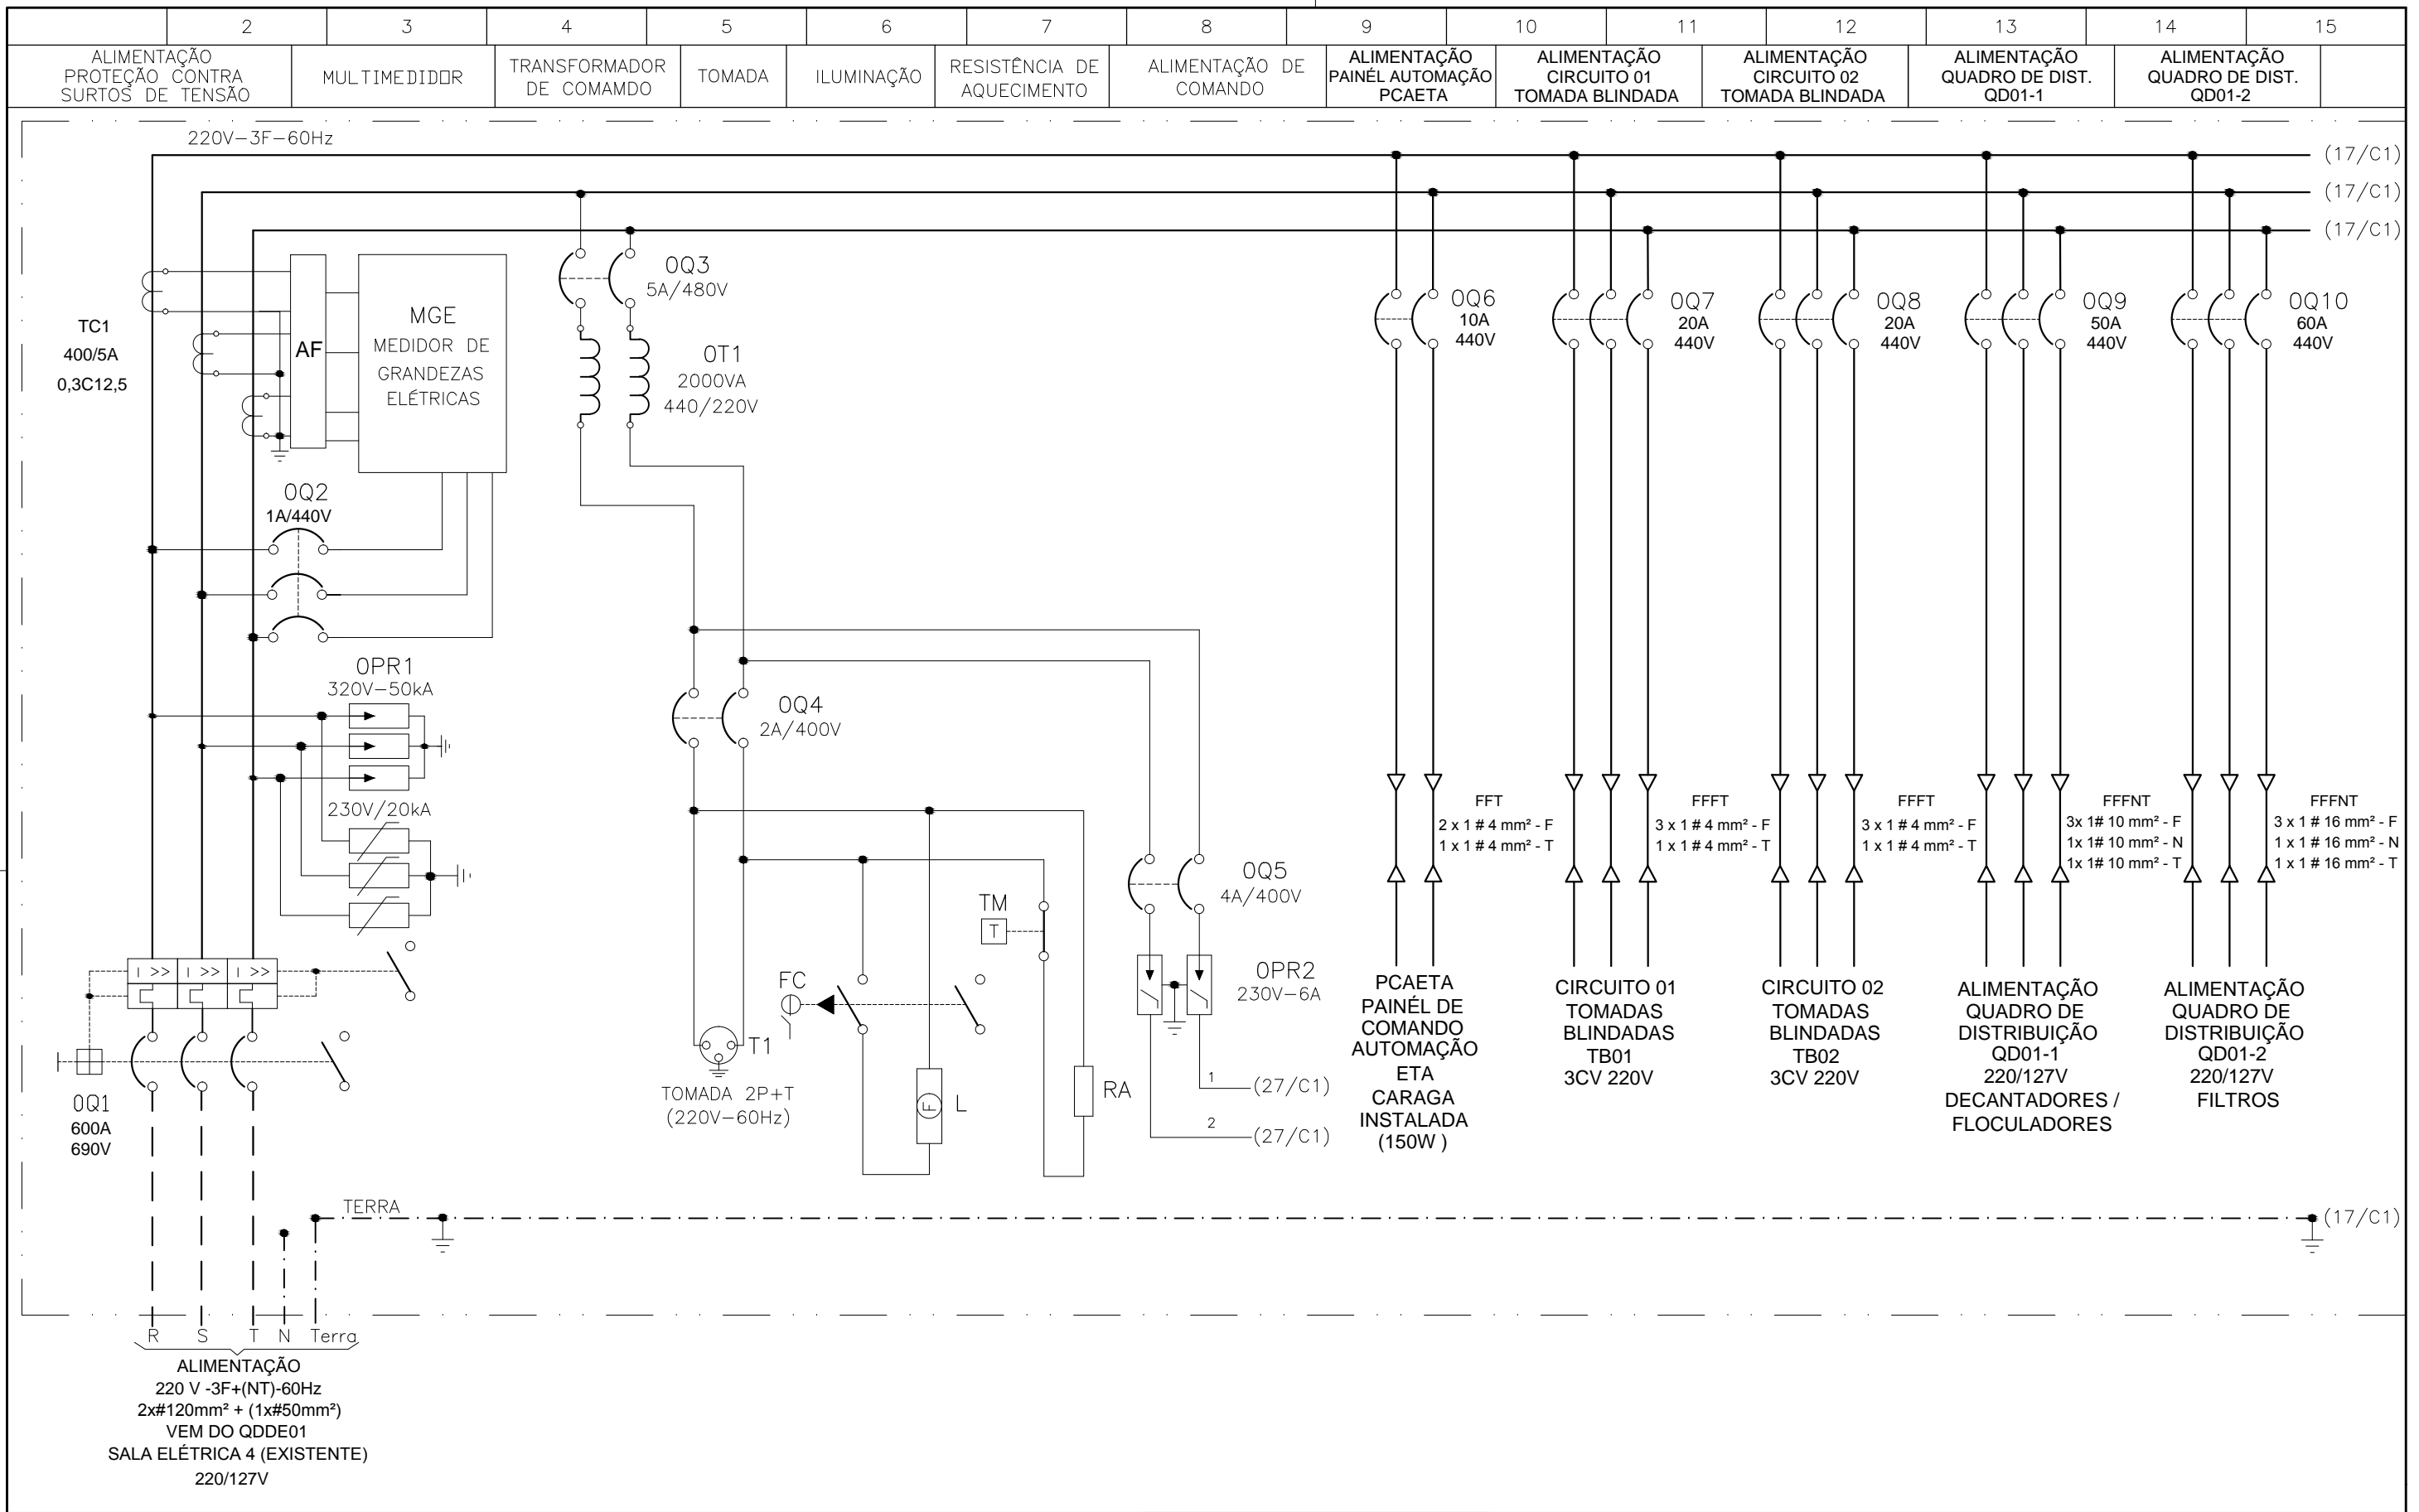 2
3
4
5
6
7
8
9
10
11
12
13
14
15
ALIMENTAÇÃO
PROTEÇÃO CONTRA
SURTOS DE TENSÃO
MULTIMEDIDOR
TRANSFORMADOR
DE COMAMDO
TOMADA
ILUMINAÇÃO
RESISTÊNCIA DE
AQUECIMENTO
ALIMENTAÇÃO DE
COMANDO
ALIMENTAÇÃO
PAINÉL AUTOMAÇÃO
PCAETA
ALIMENTAÇÃO
CIRCUITO 01
TOMADA BLINDADA
ALIMENTAÇÃO
CIRCUITO 02
TOMADA BLINDADA
ALIMENTAÇÃO
QUADRO DE DIST.
QD01-1
ALIMENTAÇÃO
QUADRO DE DIST.
QD01-2
220V-3F-60Hz
(17/C1)
(17/C1)
(17/C1)
TC1
400/5A
0,3C12,5
AF
MGE
MEDIDOR DE
GRANDEZAS
ELÉTRICAS
0Q3
5A/480V
0T1
2000VA
440/220V
0Q6
10A
440V
0Q7
20A
440V
0Q8
20A
440V
0Q9
50A
440V
0Q10
60A
440V
0Q2
1A/440V
0PR1
320V-50kA
230V/20kA
0Q4
2A/400V
FFT
2 x 1 # 4 mm² - F
1 x 1 # 4 mm² - T
FFFT
3 x 1 # 4 mm² - F
1 x 1 # 4 mm² - T
FFFT
3 x 1 # 4 mm² - F
1 x 1 # 4 mm² - T
FFFNT
3x 1# 10 mm² - F
1x 1# 10 mm² - N
1x 1# 10 mm² - T
FFFNT
3 x 1 # 16 mm² - F
1 x 1 # 16 mm² - N
1 x 1 # 16 mm² - T
0Q5
4A/400V
TM
T
I >> I >> I >>
FC
0PR2
230V-6A
T1
TOMADA 2P+T
(220V-60Hz)
F
L
RA
1
(27/C1)
2
(27/C1)
0Q1
600A
690V
PCAETA
PAINÉL DE
COMANDO
AUTOMAÇÃO
ETA
CARAGA
INSTALADA
(150W )
CIRCUITO 01
TOMADAS
BLINDADAS
TB01
3CV 220V
CIRCUITO 02
TOMADAS
BLINDADAS
TB02
3CV 220V
ALIMENTAÇÃO
QUADRO DE
DISTRIBUIÇÃO
QD01-1
220/127V
DECANTADORES /
FLOCULADORES
ALIMENTAÇÃO
QUADRO DE
DISTRIBUIÇÃO
QD01-2
220/127V
FILTROS
TERRA
(17/C1)
R S T N Terra
ALIMENTAÇÃO
220 V -3F+(NT)-60Hz
2x#120mm² + (1x#50mm²)
VEM DO QDDE01
SALA ELÉTRICA 4 (EXISTENTE)
220/127V